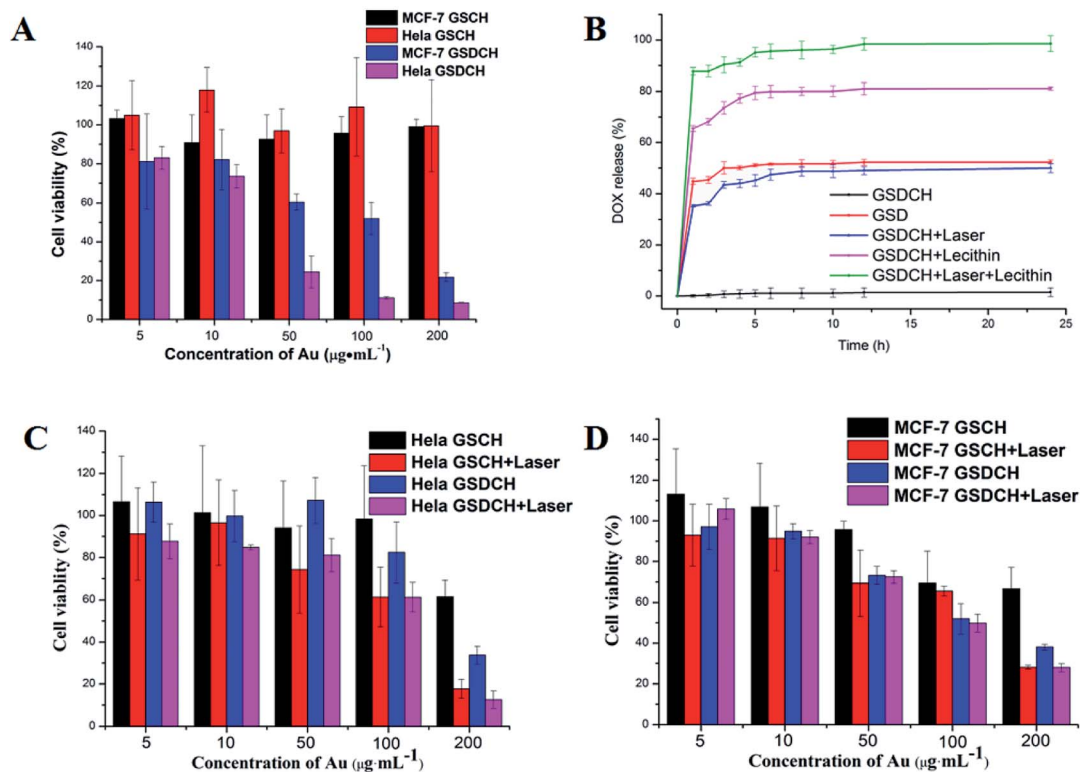 A
MCF-7 GSCH
Hela GSCH
MCF-7 GSDCH
Hela GSDCH
Cell viability (%)
140
120
100
80
60
40
20
0
5 10 50 100 200
Concentration of Au (μg•mL-1)
B
DOX release (%)
100
80
60
40
20
0
GSDCH
GSD
GSDCH+Laser
GSDCH+Lecithin
GSDCH+Laser+Lecithin
0 5 10 15 20 25
Time (h)
C
Hela GSCH
Hela GSCH+Laser
Hela GSDCH
Hela GSDCH+Laser
Cell viablity (%)
140
120
100
80
60
40
20
0
5 10 50 100 200
Concentration of Au (μg·mL-1)
D
MCF-7 GSCH
MCF-7 GSCH+Laser
MCF-7 GSDCH
MCF-7 GSDCH+Laser
Cell viablity (%)
140
120
100
80
60
40
20
0
5 10 50 100 200
Concentration of Au (μg·mL-1)